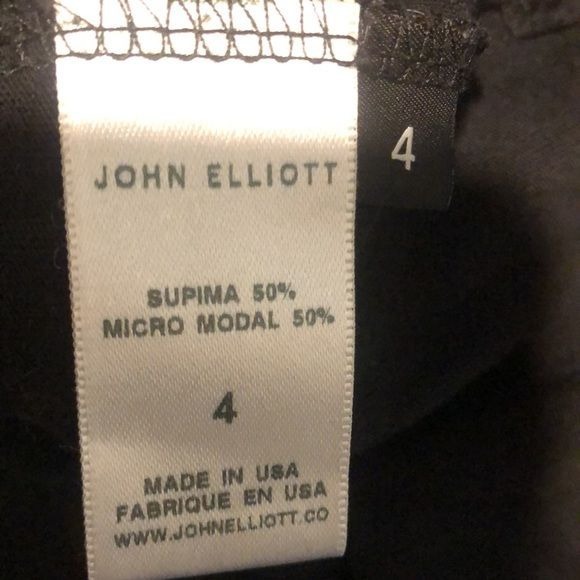 JOHN ELLIOTT
4
SUPIMA 50%
MICRO MODAL 50%
4
MADE IN USA
FABRIQUE EN USA
WWW.JOHNELLIOTT.CO